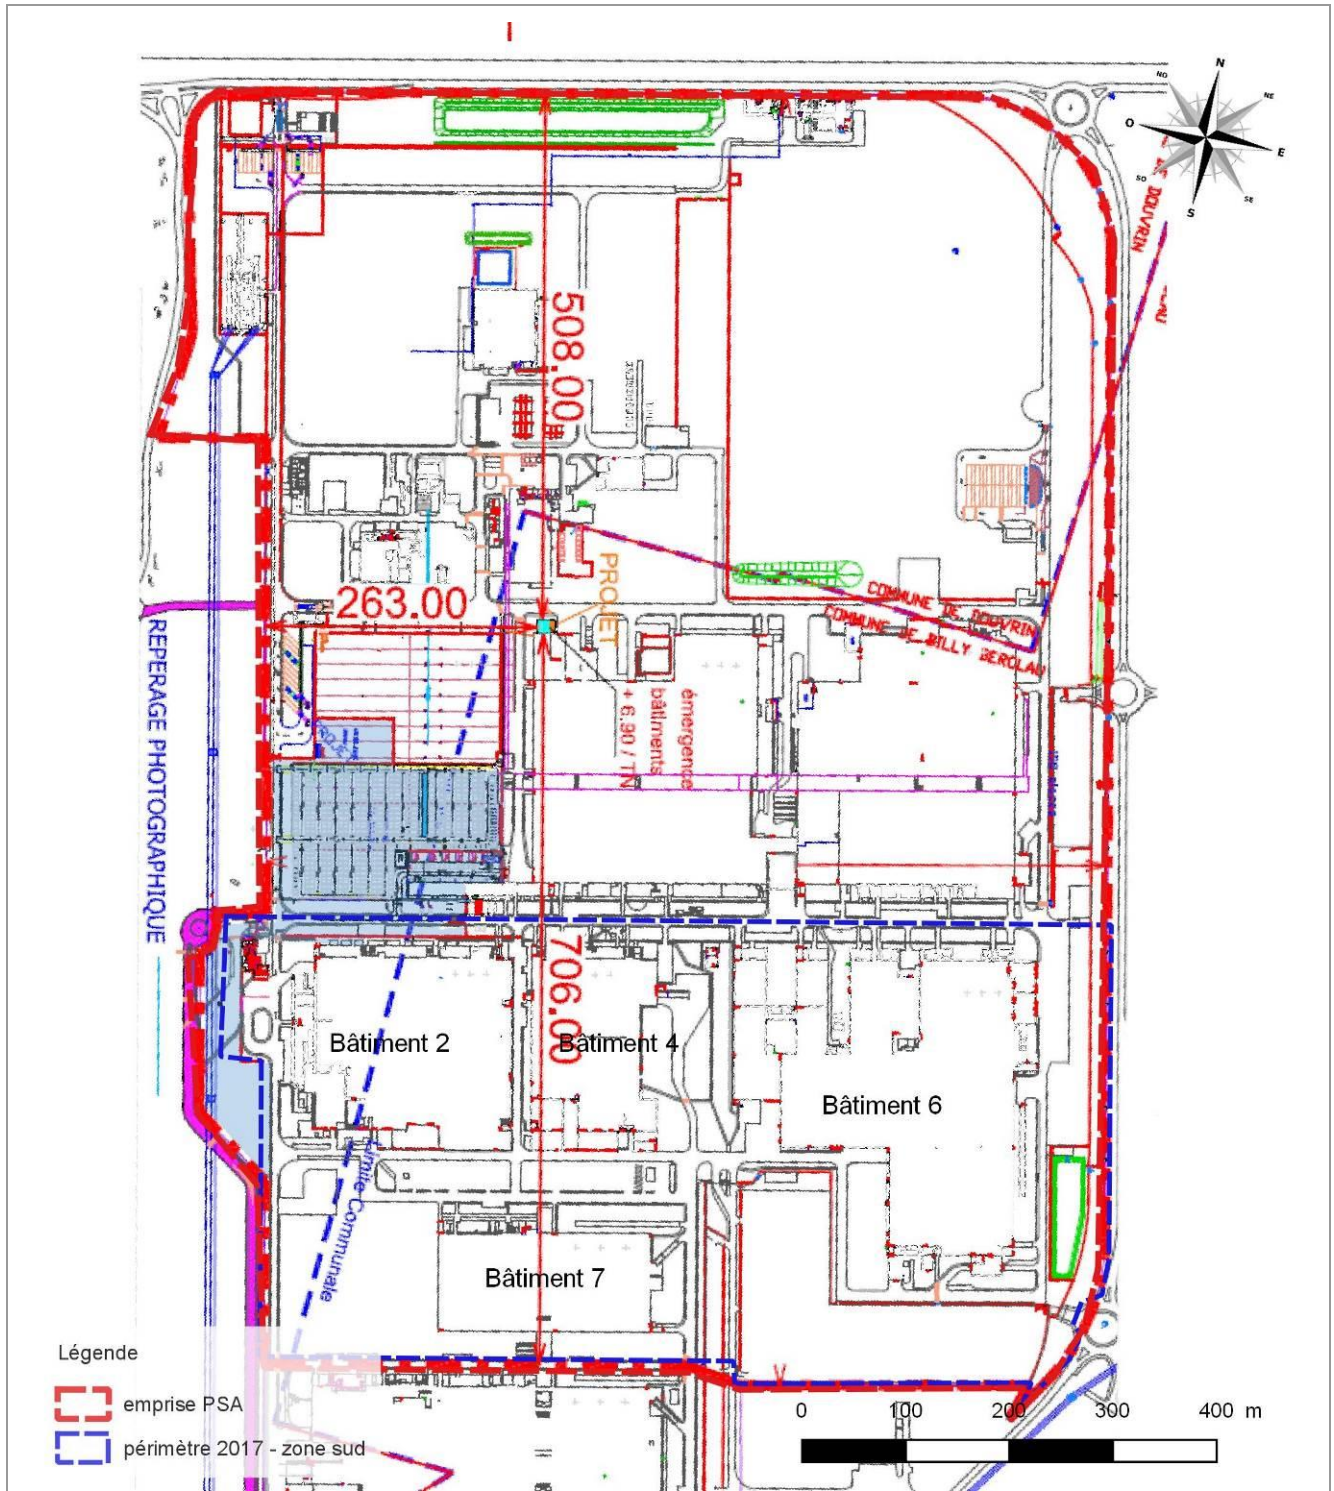 N
NO
NE
O
E
SO
SE
S
DE DOUVRIN
508.00
PROJET
263.00
COMMUNE DE DOUVRIN
COMMUNE DE BILLY BERCLAU
REPERAGE PHOTOGRAPHIQUE
émergence
bâtiments
+ 6.90 / TN
706.00
Bâtiment 2
Bâtiment 4
Bâtiment 6
Limite Communale
Bâtiment 7
Légende
emprise PSA
périmètre 2017 - zone sud
0 100 200 300 400 m